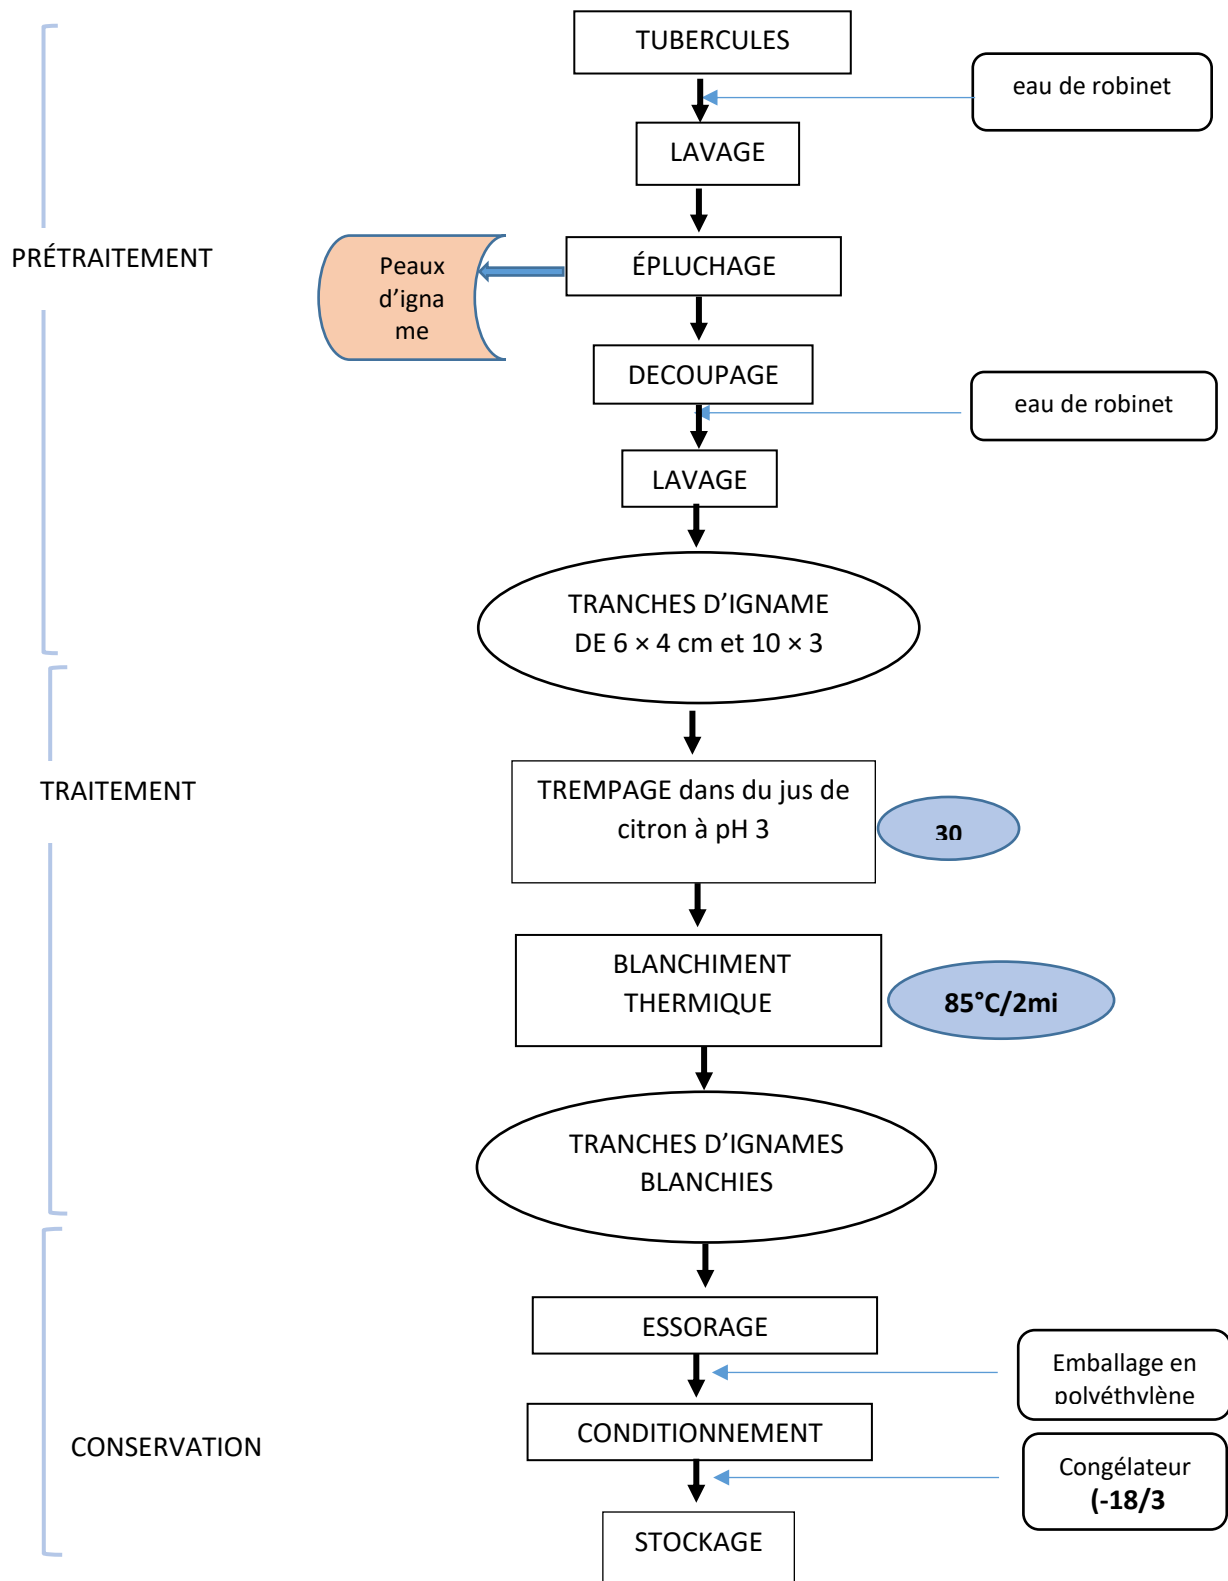 TUBERCULES
eau de robinet
LAVAGE
PRÉTRAITEMENT
Peaux
d’igna
me
ÉPLUCHAGE
DECOUPAGE
eau de robinet
LAVAGE
TRANCHES D’IGNAME
DE 6 × 4 cm et 10 × 3
TRAITEMENT
TREMPAGE dans du jus de
citron à pH 3
30
BLANCHIMENT
THERMIQUE
85°C/2mi
TRANCHES D’IGNAMES
BLANCHIES
ESSORAGE
Emballage en
polyéthylène
CONDITIONNEMENT
CONSERVATION
Congélateur
(-18/3
STOCKAGE